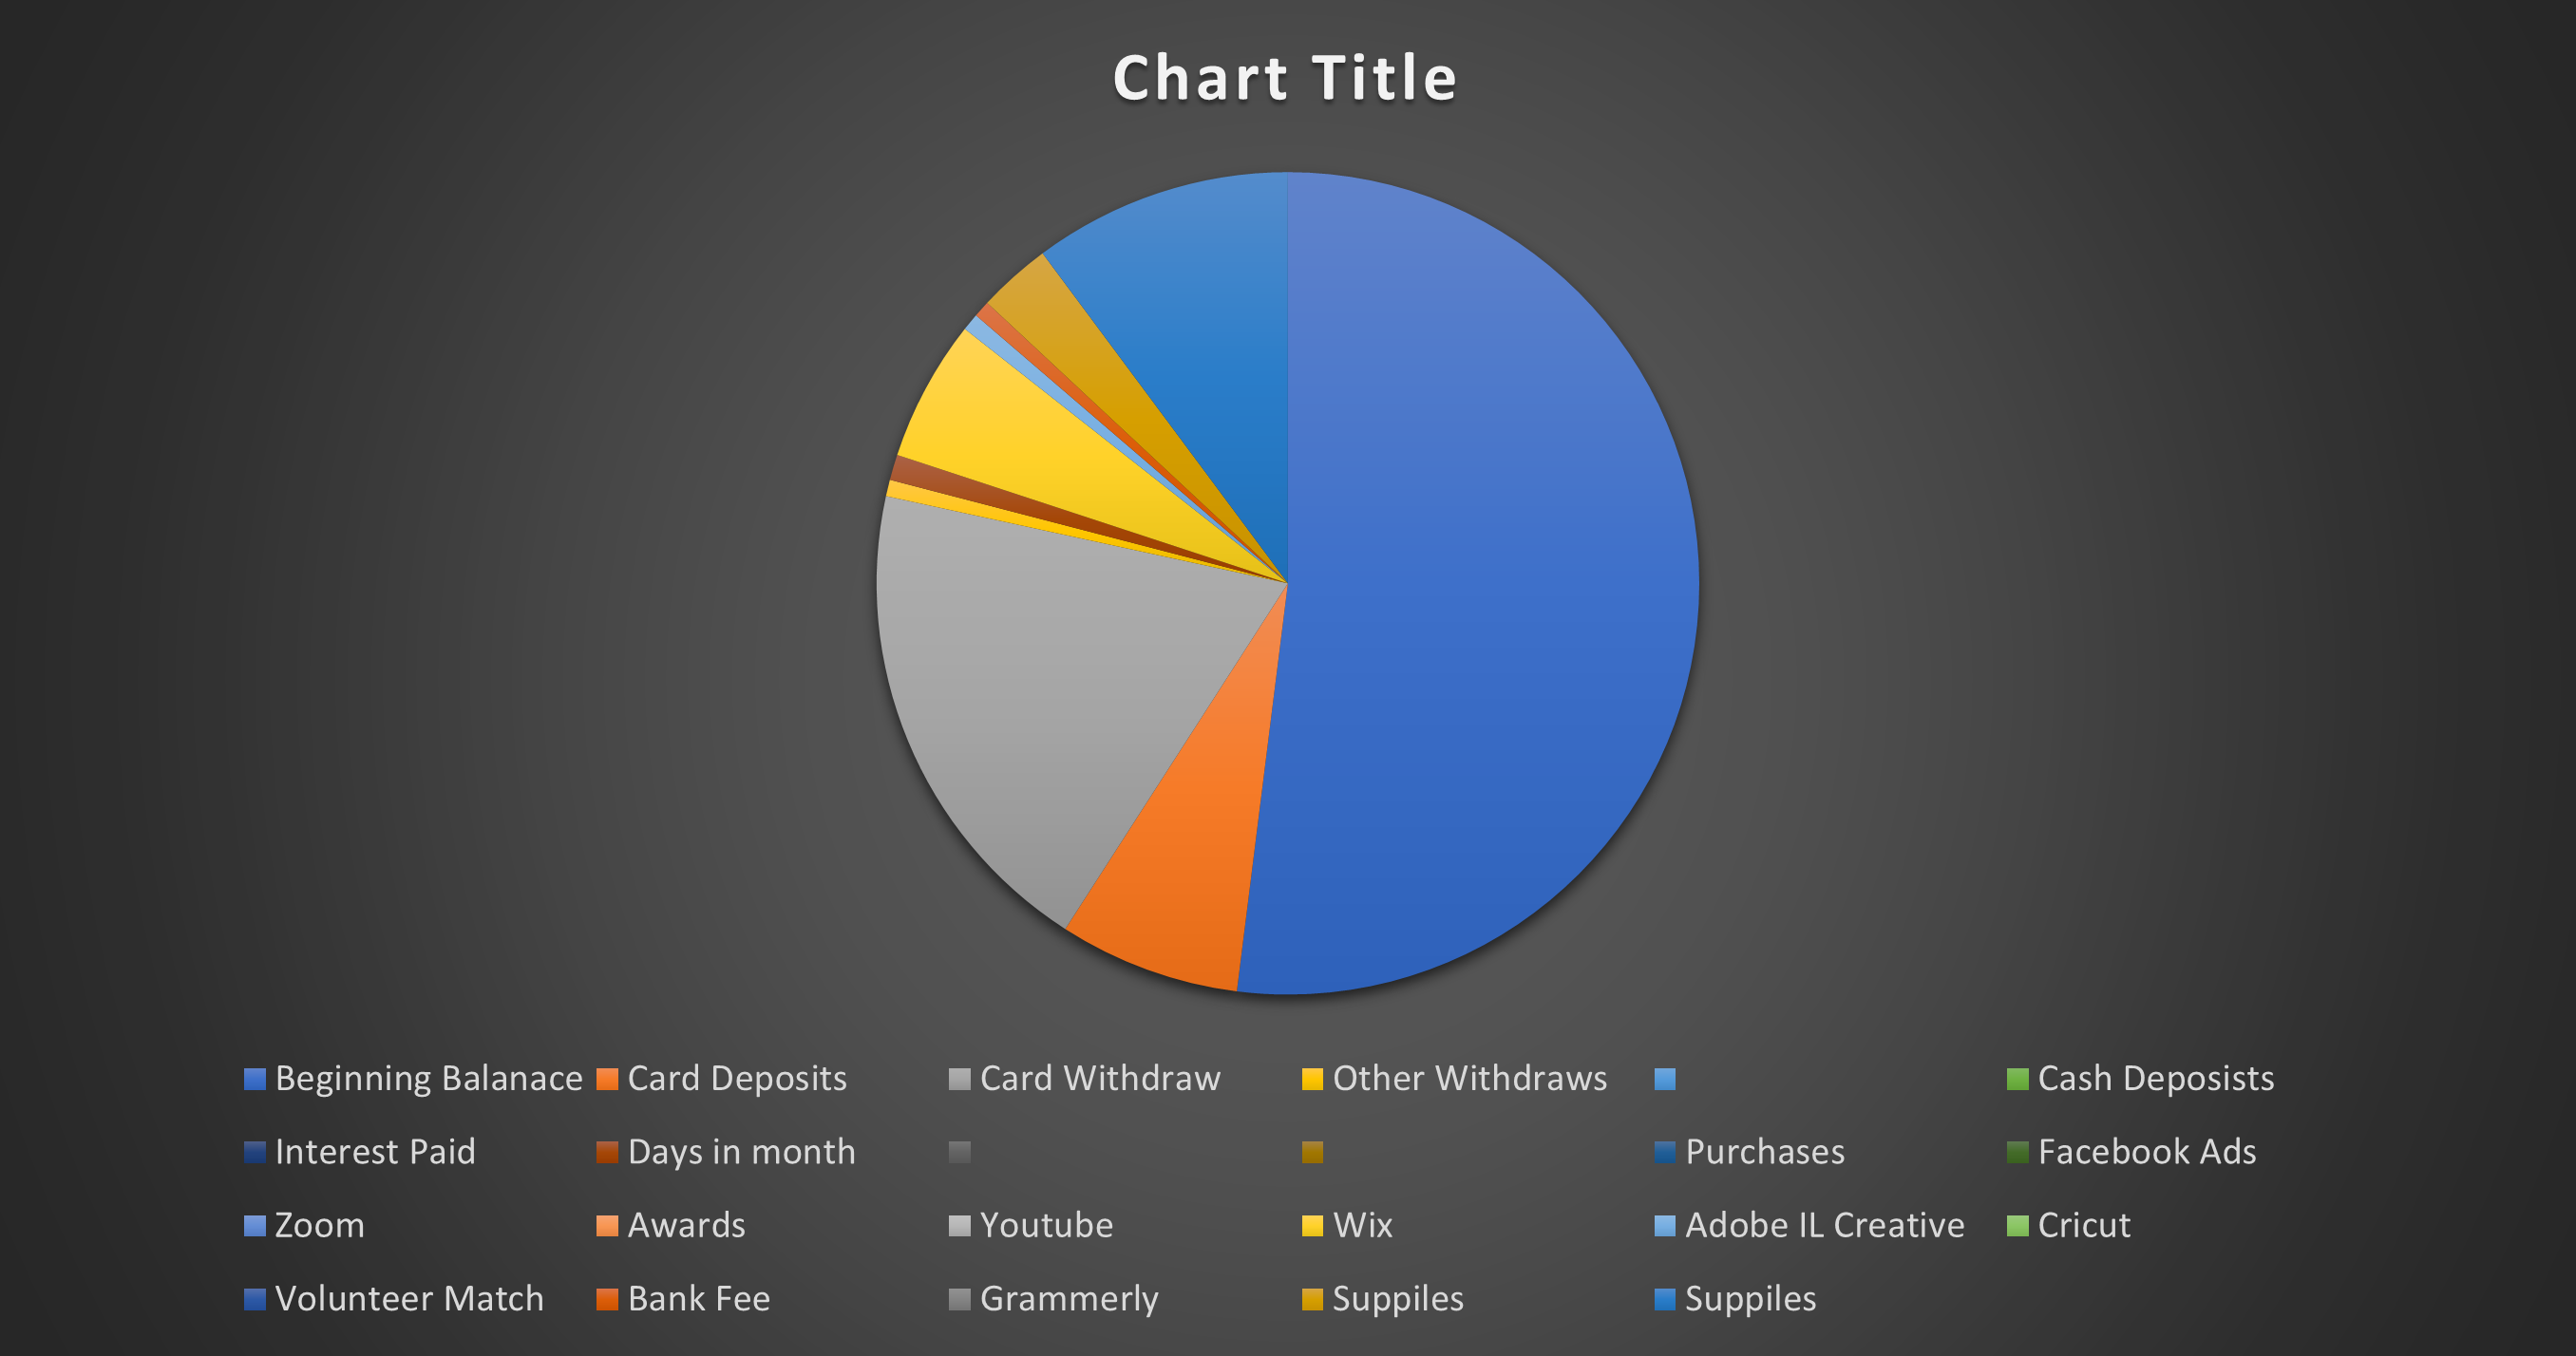 Chart Title
Beginning Balanace Card Deposits Card Withdraw Other Withdraws Cash Deposists
Interest Paid Days in month Purchases Facebook Ads
Zoom Awards Youtube Wix Adobe IL Creative Cricut
Volunteer Match Bank Fee Grammerly Suppiles Suppiles